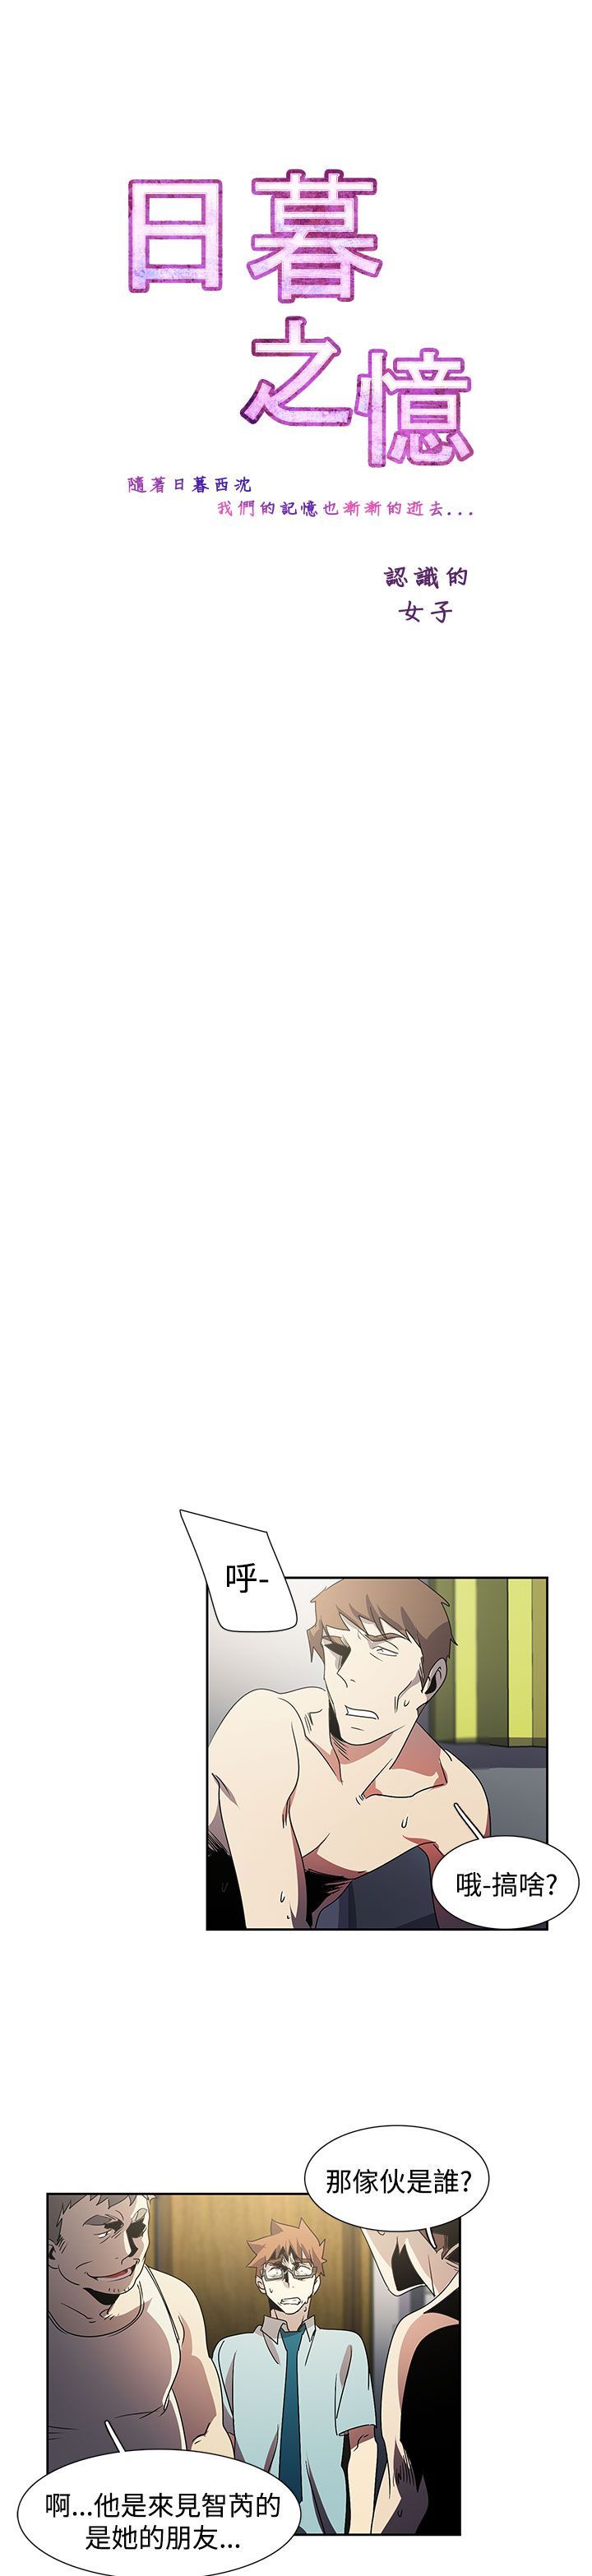 日暮
之憶
隨著日暮西沈
我們的記憶也漸漸的逝去...
認識的
女子
呼-
哦-搞啥?
那傢伙是誰?
啊...他是來見智芮的
是她的朋友...